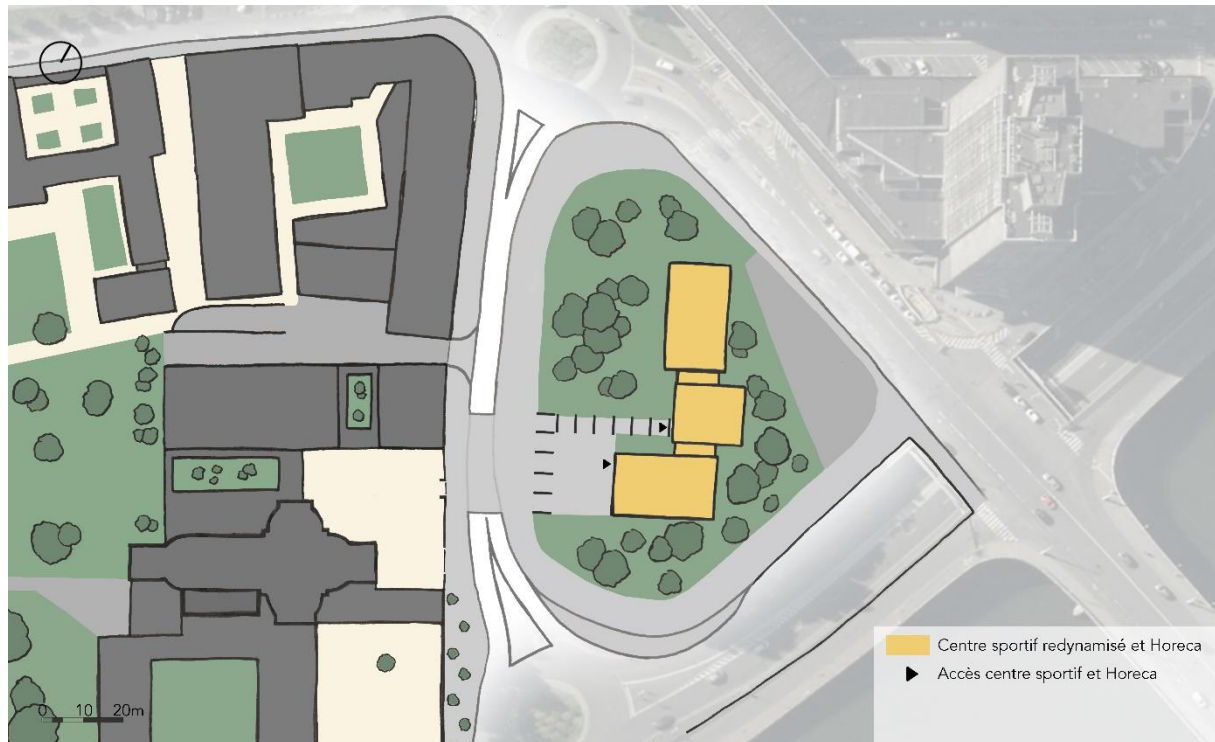 Centre sportif redynamisé et Horeca
Accès centre sportif et Horeca
0 10 20m